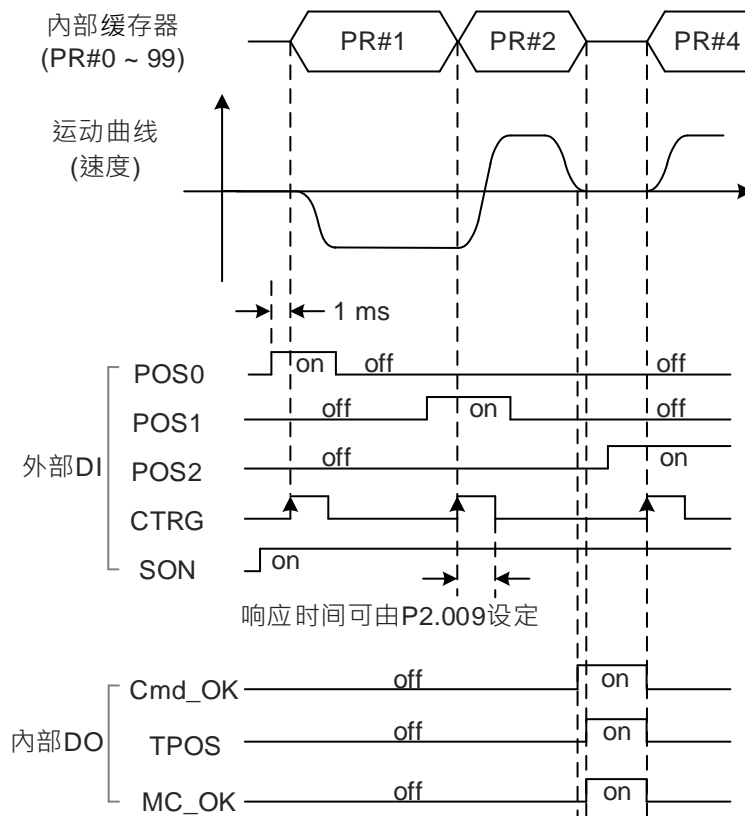 內部缓存器 PR#1 PR#2 PR#4
(PR#0 ~ 99)
运动曲线
(速度)
1 ms
POS0 on off off
POS1 off on off
外部DI
POS2 off on
CTRG
SON on
响应时间可由P2.009设定
Cmd_OK off on
內部DO
TPOS off on
MC_OK off on